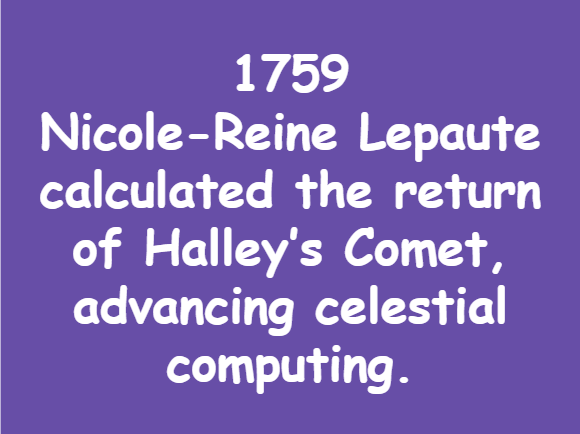 1759
Nicole-Reine Lepaute
calculated the return
of Halley's Comet,
advancing celestial
computing.